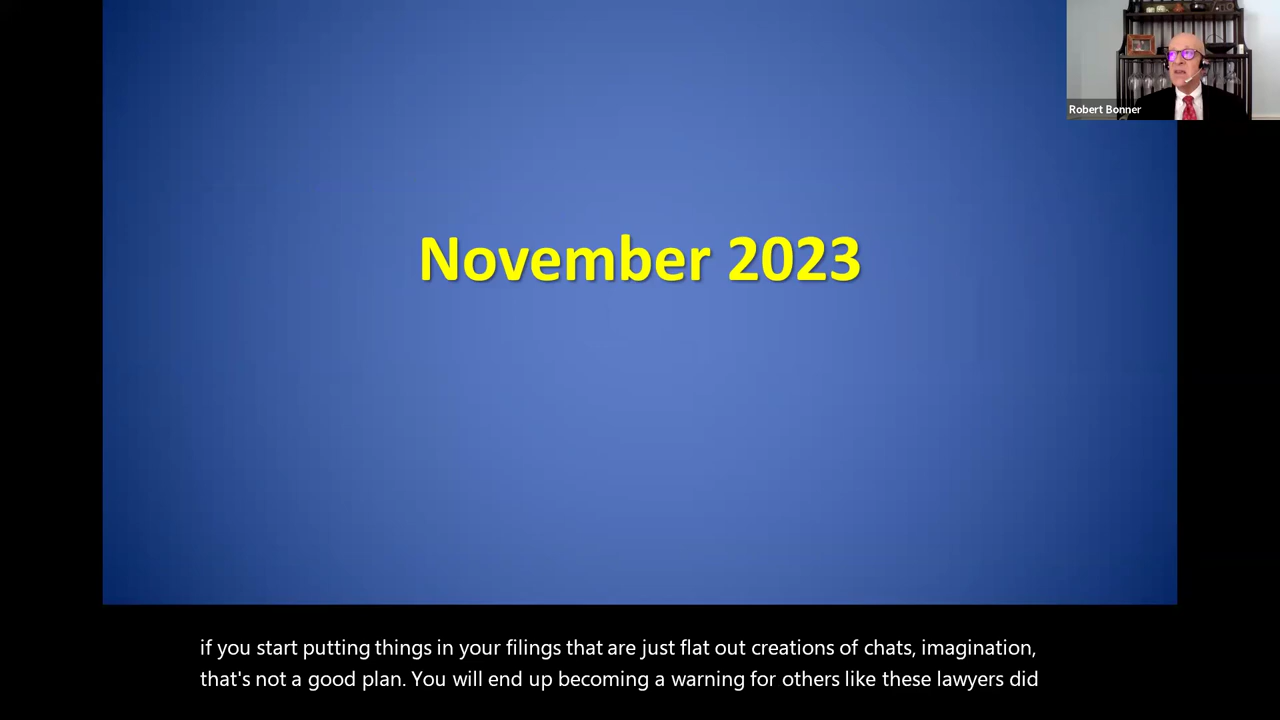 Robert Bonner
November 2023
if you start putting things in your filings that are just flat out creations of chats, imagination,
that's not a good plan. You will end up becoming a warning for others like these lawyers did